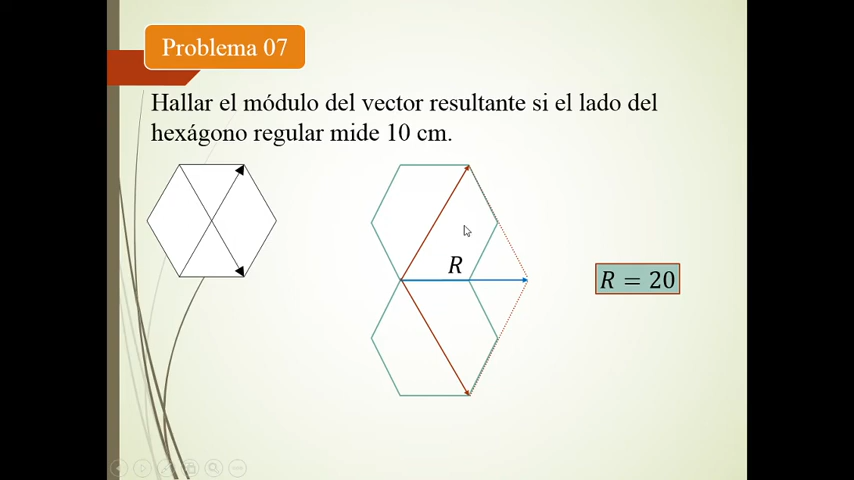 Problema 07
Hallar el módulo del vector resultante si el lado del
hexágono regular mide 10 cm.
R
R = 20